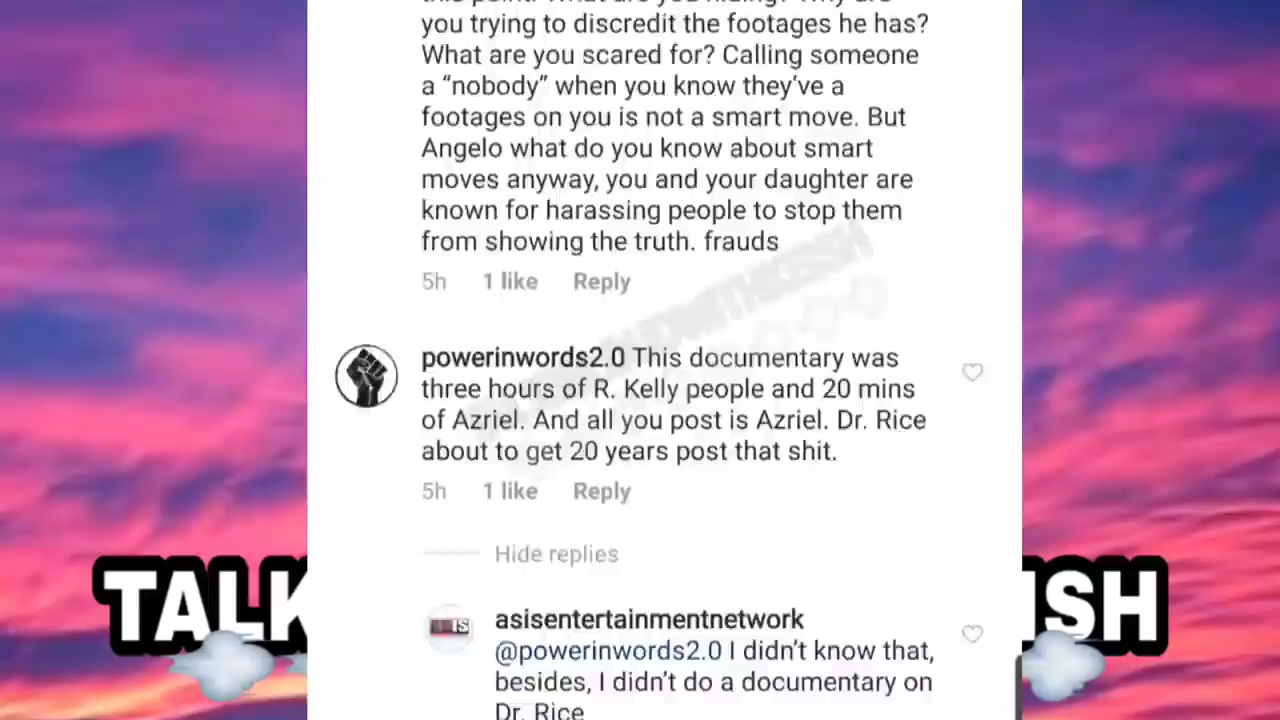 you trying to discredit the footages he has?
What are you scared for? Calling someone
a “nobody” when you know they've a
footages on you is not a smart move. But
Angelo what do you know about smart
moves anyway, you and your daughter are
known for harassing people to stop them
from showing the truth. frauds
5h 1 like Reply
powerinwords2.0 This documentary was
three hours of R. Kelly people and 20 mins
of Azriel. And all you post is Azriel. Dr. Rice
about to get 20 years post that shit.
5h 1 like Reply
Hide replies
TALK ISH
asisentertainmentnetwork
@powerinwords2.0 I didn't know that,
besides, I didn't do a documentary on
Dr. Rice